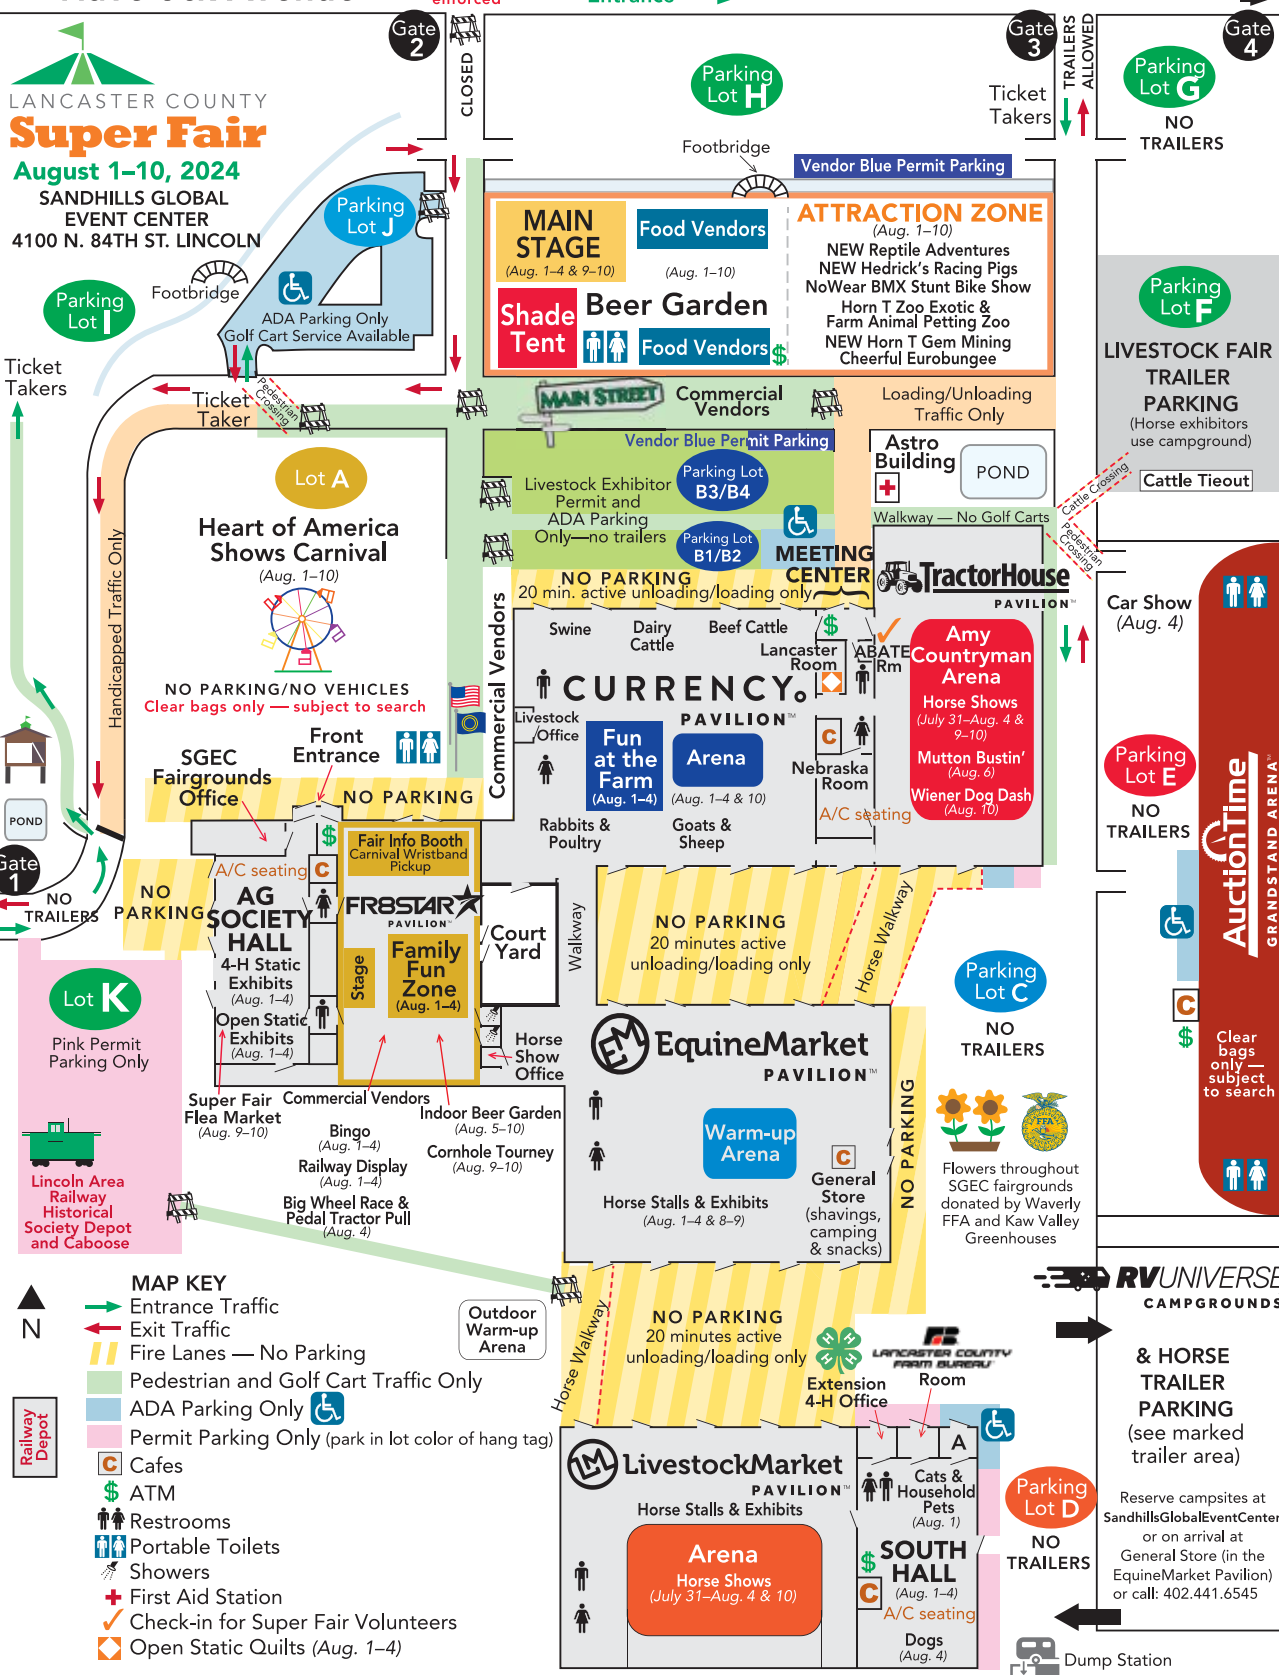 enforced
Entrance
Gate
2
CLOSED
Gate
3
TRAILERS
ALLOWED
Gate
4
LANCASTER COUNTY
Super Fair
August 1–10, 2024
SANDHILLS GLOBAL
EVENT CENTER
4100 N. 84TH ST. LINCOLN
Parking
Lot H
Ticket
Takers
Parking
Lot G
NO
TRAILERS
Footbridge
Vendor Blue Permit Parking
Parking
Lot J
Footbridge
ADA Parking Only
Golf Cart Service Available
Parking
Lot I
Ticket
Takers
MAIN
STAGE
(Aug. 1–4 & 9–10)
Food Vendors
(Aug. 1–10)
Shade
Tent
Beer Garden
Food Vendors
$
ATTRACTION ZONE
(Aug. 1–10)
NEW Reptile Adventures
NEW Hedrick's Racing Pigs
NoWear BMX Stunt Bike Show
Horn T Zoo Exotic &
Farm Animal Petting Zoo
NEW Horn T Gem Mining
Cheerful Eurobungee
Parking
Lot F
LIVESTOCK FAIR
TRAILER
PARKING
(Horse exhibitors
use campground)
Cattle Tieout
Ticket
Taker
Pedestrian
Crossing
MAIN STREET
Commercial
Vendors
Loading/Unloading
Traffic Only
Vendor Blue Permit Parking
Livestock Exhibitor
Permit and
ADA Parking
Only—no trailers
Parking Lot
B3/B4
Parking Lot
B1/B2
Astro
Building
POND
Walkway — No Golf Carts
Cattle Crossing
Pedestrian
Crossing
Lot A
Heart of America
Shows Carnival
(Aug. 1–10)
NO PARKING/NO VEHICLES
Clear bags only — subject to search
Handicapped Traffic Only
NO PARKING
20 min. active unloading/loading only
MEETING
CENTER
TractorHouse
PAVILION™
Car Show
(Aug. 4)
Commercial Vendors
Swine
Dairy
Cattle
Beef Cattle
$
Lancaster
Room
ABATE
Rm
CURRENCY
PAVILION™
Livestock
Office
Fun
at the
Farm
(Aug. 1–4)
Arena
(Aug. 1–4 & 10)
C
Nebraska
Room
A/C seating
Rabbits &
Poultry
Goats &
Sheep
Amy
Countryman
Arena
Horse Shows
(July 31–Aug. 4 &
9–10)
Mutton Bustin'
(Aug. 6)
Wiener Dog Dash
(Aug. 10)
Parking
Lot E
NO
TRAILERS
AuctionTime™
GRANDSTAND ARENA
C
$
Clear
bags
only —
subject
to search
SGEC
Fairgrounds
Office
Front
Entrance
NO PARKING
POND
Gate
1
NO
TRAILERS
NO
PARKING
$
A/C seating
C
AG
SOCIETY
HALL
4-H Static
Exhibits
(Aug. 1–4)
Open Static
Exhibits
(Aug. 1–4)
Fair Info Booth
Carnival Wristband
Pickup
FR8STAR
PAVILION™
Stage
Family
Fun
Zone
(Aug. 1–4)
Court
Yard
Walkway
NO PARKING
20 minutes active
unloading/loading only
Horse Walkway
Parking
Lot C
NO
TRAILERS
Lot K
Pink Permit
Parking Only
Lincoln Area
Railway
Historical
Society Depot
and Caboose
Horse
Show
Office
Super Fair
Flea Market
(Aug. 9–10)
Commercial Vendors
Bingo
(Aug. 1–4)
Railway Display
(Aug. 1–4)
Big Wheel Race &
Pedal Tractor Pull
(Aug. 4)
Indoor Beer Garden
(Aug. 5–10)
Cornhole Tourney
(Aug. 9–10)
EM EquineMarket
PAVILION™
Warm-up
Arena
Horse Stalls & Exhibits
(Aug. 1–4 & 8–9)
C
General
Store
(shavings,
camping
& snacks)
NO PARKING
FFA
Flowers throughout
SGEC fairgrounds
donated by Waverly
FFA and Kaw Valley
Greenhouses
RVUNIVERSE
CAMPGROUNDS
& HORSE
TRAILER
PARKING
(see marked
trailer area)
Reserve campsites at
SandhillsGlobalEventCenter
or on arrival at
General Store (in the
EquineMarket Pavilion)
or call: 402.441.6545
N
Railway
Depot
MAP KEY
Entrance Traffic
Exit Traffic
Fire Lanes — No Parking
Pedestrian and Golf Cart Traffic Only
ADA Parking Only
Permit Parking Only (park in lot color of hang tag)
C Cafes
$ ATM
Restrooms
Portable Toilets
Showers
First Aid Station
Check-in for Super Fair Volunteers
Open Static Quilts (Aug. 1–4)
Outdoor
Warm-up
Arena
Horse Walkway
NO PARKING
20 minutes active
unloading/loading only
H H H H
LANCASTER COUNTY
FARM BUREAU
Room
Extension
4-H Office
A
LM LivestockMarket
PAVILION™
Horse Stalls & Exhibits
Arena
Horse Shows
(July 31–Aug. 4 & 10)
Cats &
Household
Pets
(Aug. 1)
$
C
SOUTH
HALL
(Aug. 1–4)
A/C seating
Dogs
(Aug. 4)
Parking
Lot D
NO
TRAILERS
Dump Station